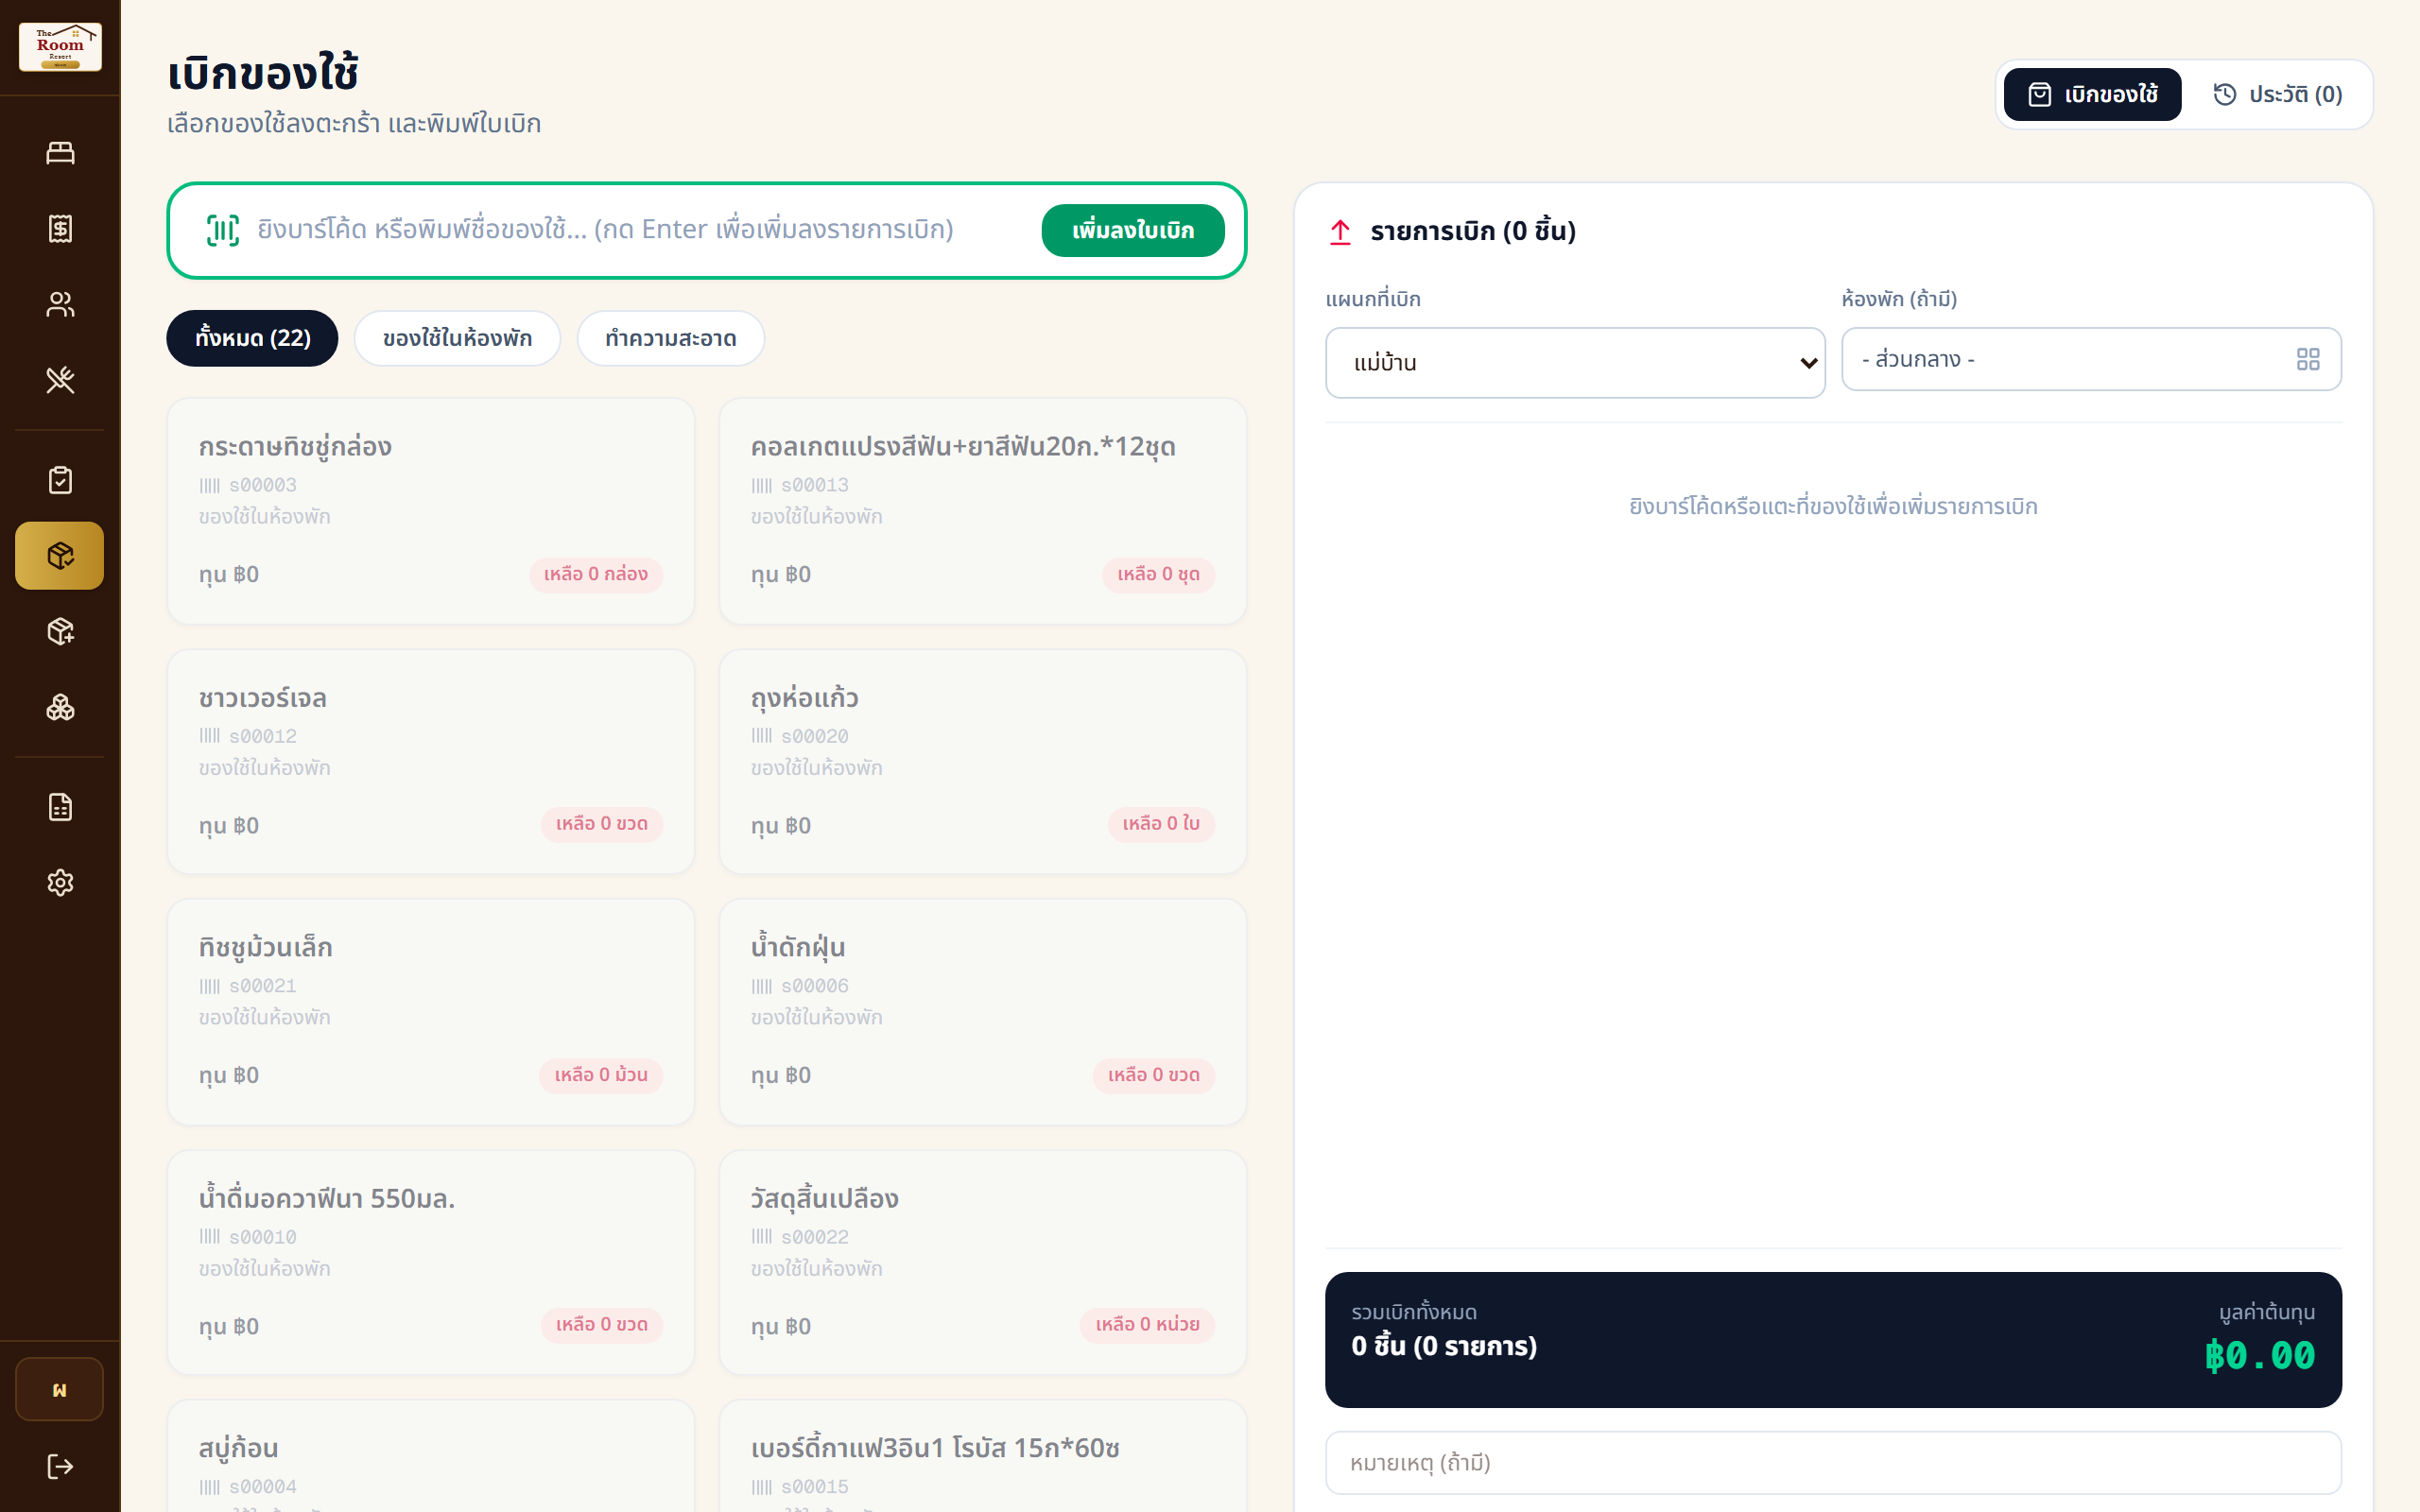 The
Room
Resort
เบิกของใช้
เลือกของใช้ลงตะกร้า และพิมพ์ใบเบิก
เบิกของใช้
ประวัติ (0)
ยิงบาร์โค้ด หรือพิมพ์ชื่อของใช้... (กด Enter เพื่อเพิ่มลงรายการเบิก)
เพิ่มลงใบเบิก
ทั้งหมด (22)
ของใช้ในห้องพัก
ทำความสะอาด
กระดาษทิชชู่กล่อง
s00003
ของใช้ในห้องพัก
ทุน ฿0
เหลือ 0 กล่อง
คอลเกตแปรงสีฟัน+ยาสีฟัน20ก.*12ชุด
s00013
ของใช้ในห้องพัก
ทุน ฿0
เหลือ 0 ชุด
ชาวเวอร์เจล
s00012
ของใช้ในห้องพัก
ทุน ฿0
เหลือ 0 ขวด
ถุงห่อแก้ว
s00020
ของใช้ในห้องพัก
ทุน ฿0
เหลือ 0 ใบ
ทิชชูม้วนเล็ก
s00021
ของใช้ในห้องพัก
ทุน ฿0
เหลือ 0 ม้วน
น้ำดักฝุ่น
s00006
ของใช้ในห้องพัก
ทุน ฿0
เหลือ 0 ขวด
น้ำดื่มอควาฟีนา 550มล.
s00010
ของใช้ในห้องพัก
ทุน ฿0
เหลือ 0 ขวด
วัสดุสิ้นเปลือง
s00022
ของใช้ในห้องพัก
ทุน ฿0
เหลือ 0 หน่วย
สบู่ก้อน
s00004
เบอร์ดี้กาแฟ3อิน1 โรบัส 15ก*60ซ
s00015
รายการเบิก (0 ชิ้น)
แผนกที่เบิก
แม่บ้าน
ห้องพัก (ถ้ามี)
- ส่วนกลาง -
ยิงบาร์โค้ดหรือแตะที่ของใช้เพื่อเพิ่มรายการเบิก
รวมเบิกทั้งหมด
0 ชิ้น (0 รายการ)
มูลค่าต้นทุน
฿0.00
หมายเหตุ (ถ้ามี)
ผ